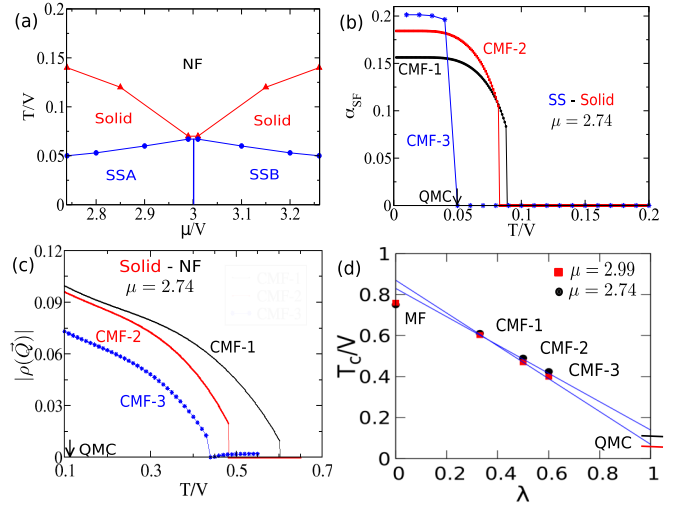 (a)
0.2
0.15
0.1
0.05
0
T/V
NF
Solid
Solid
SSA
SSB
2.8
2.9
3
3.1
3.2
μ/V
(b)
0.2
0.15
0.1
0.05
0
α_SF
CMF-2
CMF-1
CMF-3
SS - Solid
μ = 2.74
QMC
0
0.05
0.1
0.15
0.2
T/V
(c)
0.12
0.09
0.06
0.03
0
|ρ(Q⃗)|
Solid - NF
μ = 2.74
CMF-1
CMF-2
CMF-3
CMF-2
CMF-1
CMF-3
QMC
0.1
0.3
0.5
0.7
T/V
(d)
1
0.8
0.6
0.4
0.2
0
T_c/V
μ = 2.99
μ = 2.74
MF
CMF-1
CMF-2
CMF-3
QMC
0
0.2
0.4
0.6
0.8
1
λ